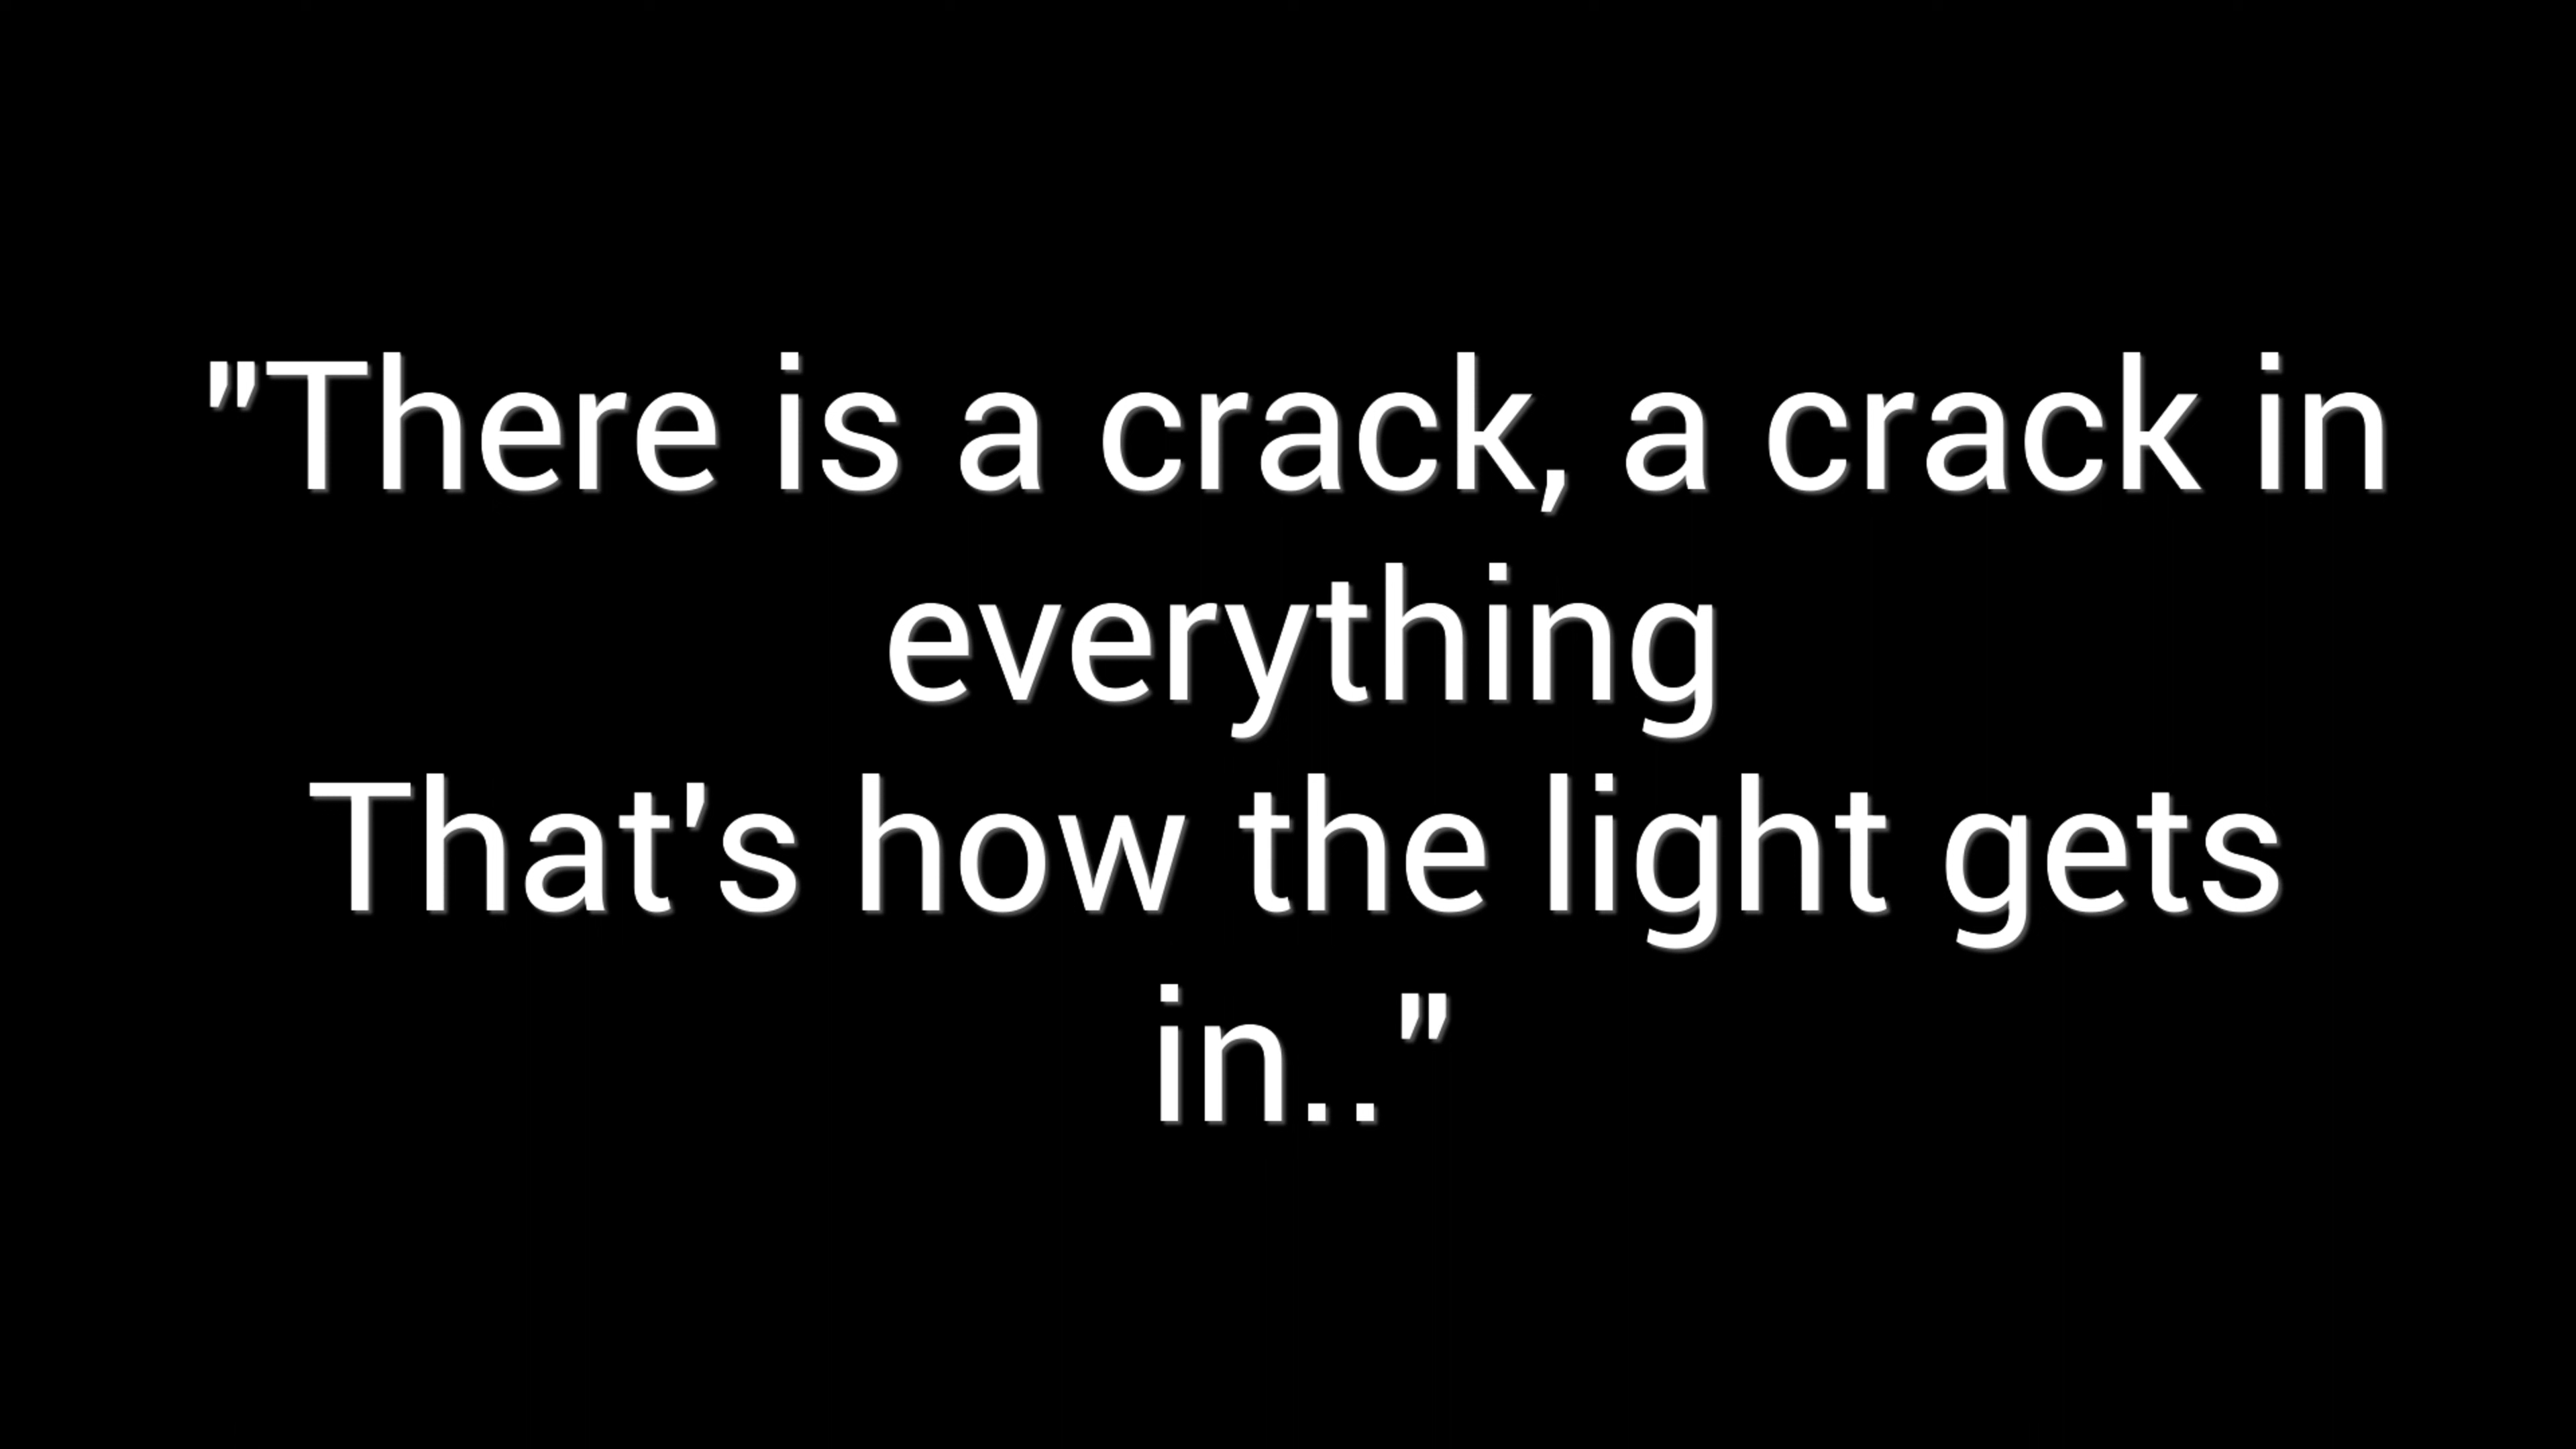 "There is a crack, a crack in
everything
That's how the light gets
in.."